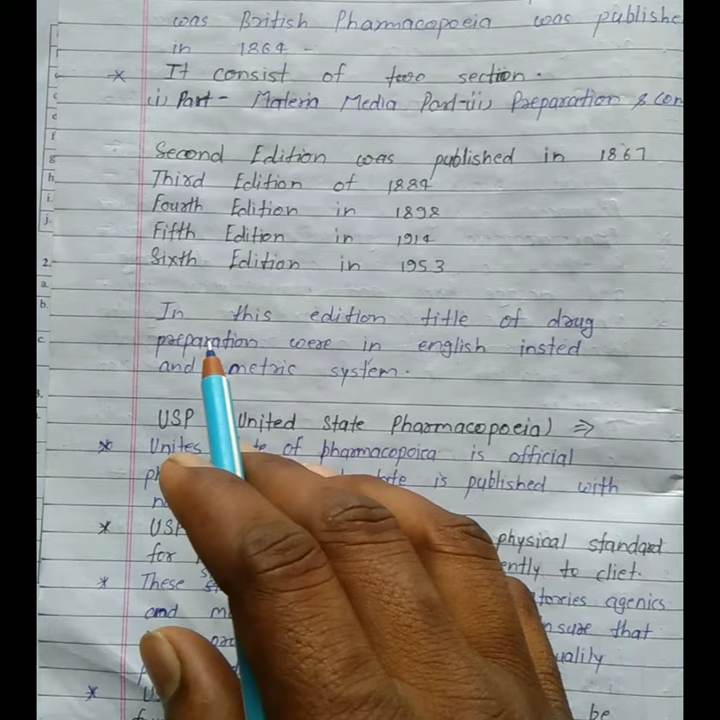 was British Pharmacopoeia was publishe
in 1864 -
* It consist of two section.
(i) Part - Materia Media Part-ii) Preparation & con
Second Edition was published in 1867
Third Edition of 1884
Fourth Edition in 1898
Fifth Edition in 1914
Sixth Edition in 1953
In this edition title of drug
preparation were in english insted
and metric system.
USP (United State Pharmacopoeia) ⇒
* Unites of pharmacopoica is official
is published with
* USP physical standard
for ently to diet.
* These tories agenics
and nsure that
uality
*
be